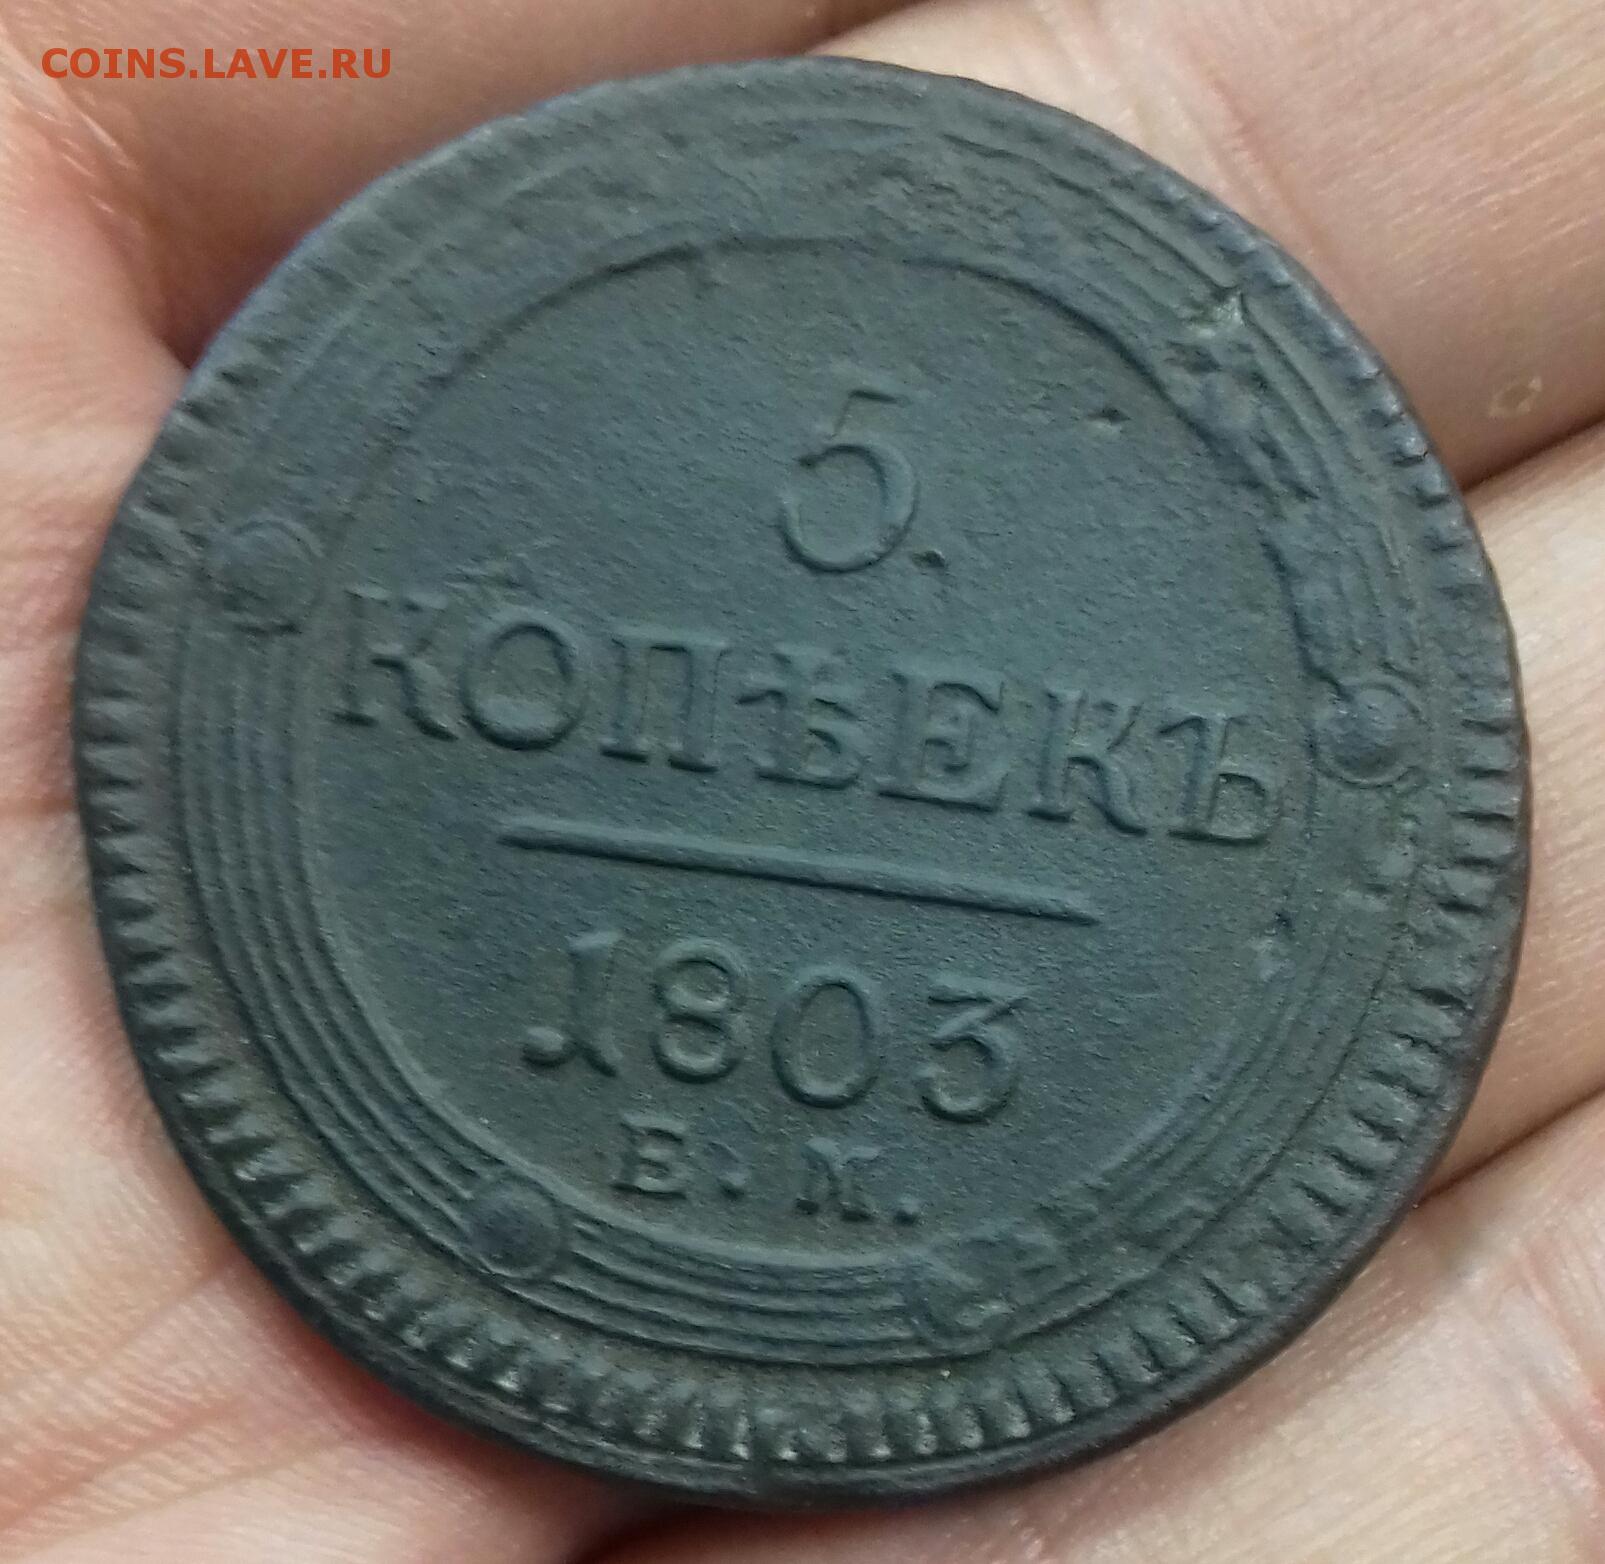 COINS.LAVE.RU
5.
КОПѢЕКЪ
1803
Е. М.